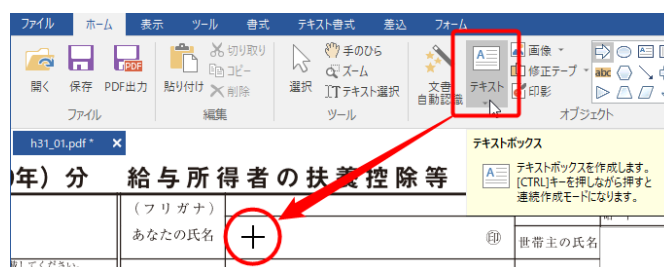 ファイル ホーム 表示 ツール 書式 テキスト書式 差込 フォーム
開く 保存 PDF出力 貼り付け 切り取り コピー 削除 選択 手のひら ズーム テキスト選択 文書 自動認識 テキスト 画像 修正テープ 印影 abc
ファイル 編集 ツール オブジェクト
h31_01.pdf * ×
テキストボックス
テキストボックスを作成します。
[CTRL]キーを押しながら押すと
連続作成モードになります。
年）分 給与所得者の扶養控除等
（フリガナ）
あなたの氏名 ㊞ 世帯主の氏名
してください。